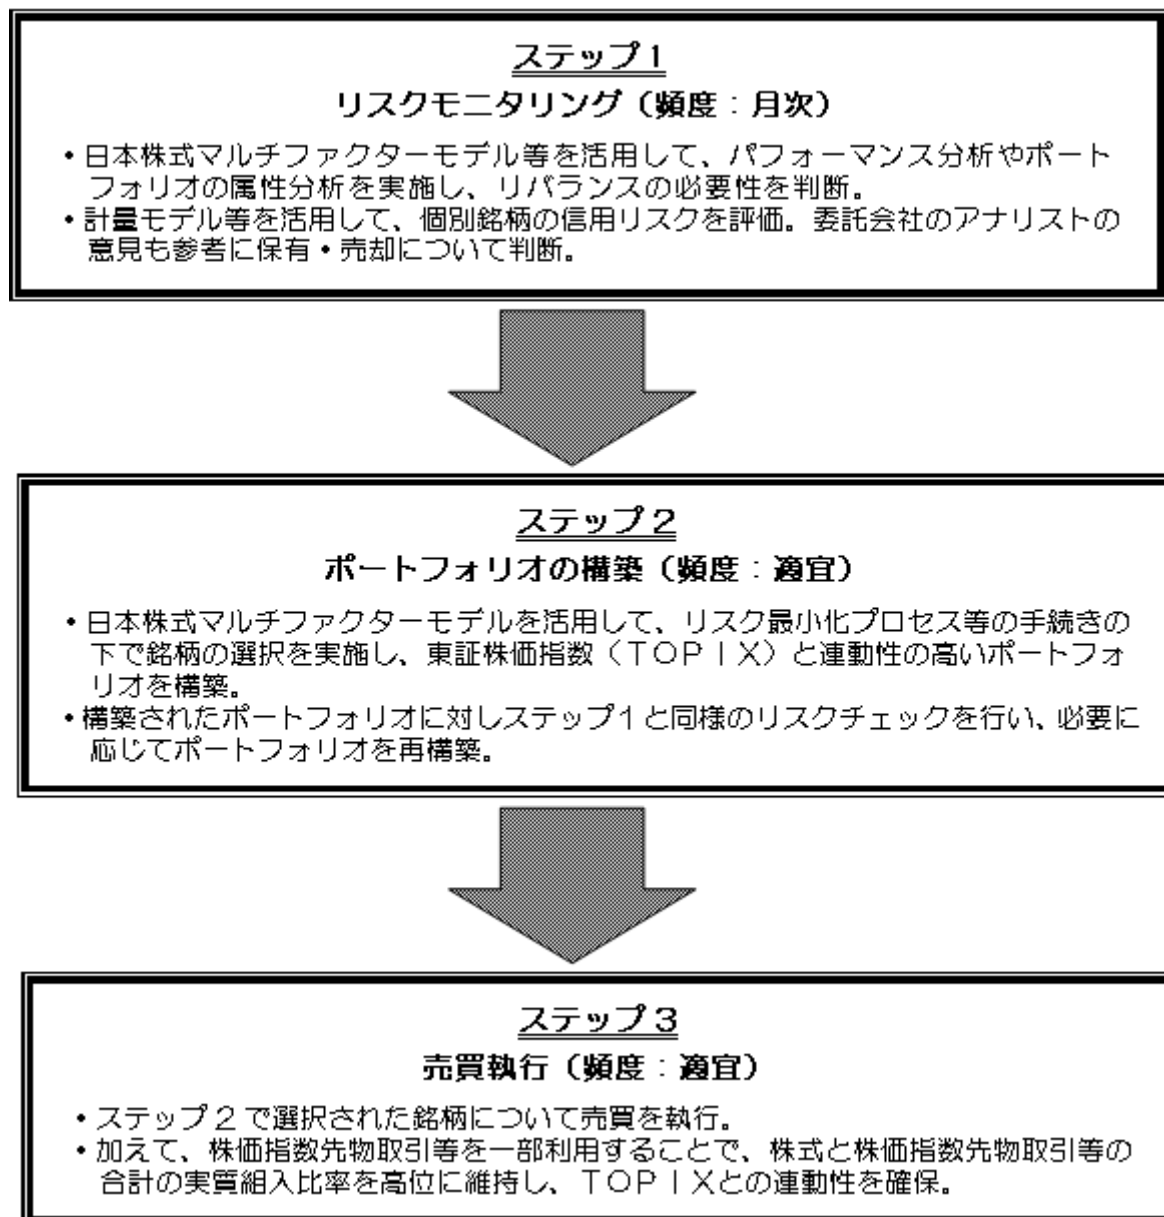 ステップ1
リスクモニタリング（頻度：月次）
・日本株式マルチファクターモデル等を活用して、パフォーマンス分析やポート
フォリオの属性分析を実施し、リバランスの必要性を判断。
・計量モデル等を活用して、個別銘柄の信用リスクを評価。委託会社のアナリストの
意見も参考に保有・売却について判断。
ステップ2
ポートフォリオの構築（頻度：適宜）
・日本株式マルチファクターモデルを活用して、リスク最小化プロセス等の手続きの
下で銘柄の選択を実施し、東証株価指数（ＴＯＰＩＸ）と連動性の高いポートフォ
リオを構築。
・構築されたポートフォリオに対しステップ1と同様のリスクチェックを行い、必要に
応じてポートフォリオを再構築。
ステップ3
売買執行（頻度：適宜）
・ステップ２で選択された銘柄について売買を執行。
・加えて、株価指数先物取引等を一部利用することで、株式と株価指数先物取引等の
合計の実質組入比率を高位に維持し、ＴＯＰＩＸとの連動性を確保。